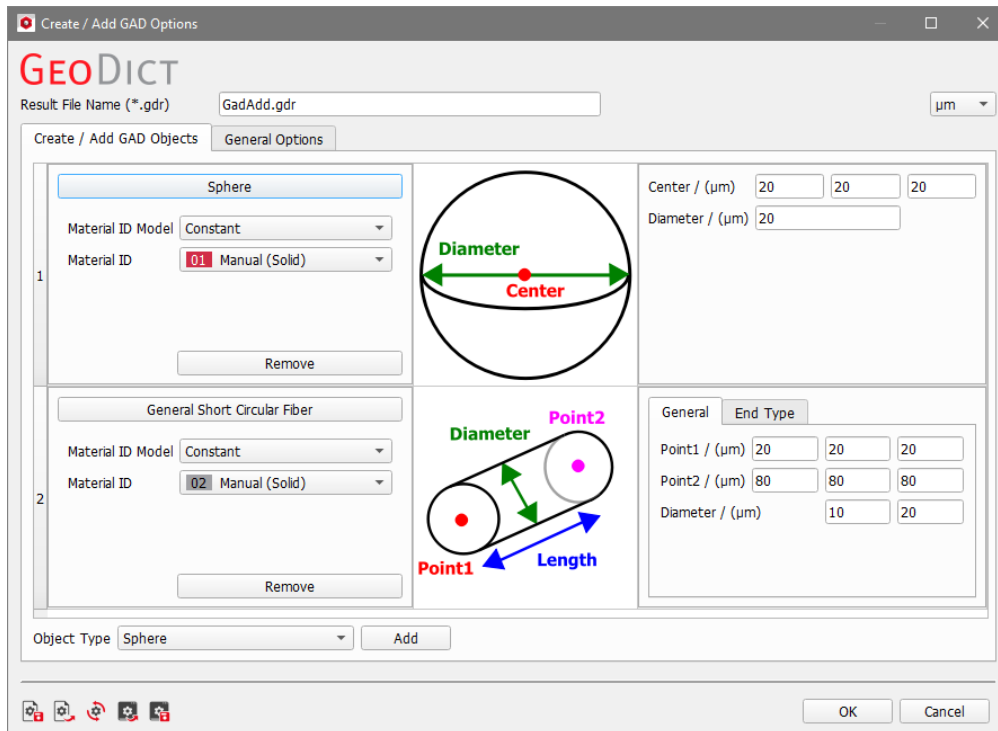 Create / Add GAD Options
GEODICT
Result File Name (*.gdr) GadAdd.gdr µm
Create / Add GAD Objects General Options
1
Sphere
Material ID Model Constant
Material ID 01 Manual (Solid)
Remove
Diameter
Center
Center / (µm) 20 20 20
Diameter / (µm) 20
2
General Short Circular Fiber
Material ID Model Constant
Material ID 02 Manual (Solid)
Remove
Point2
Diameter
Point1
Length
General End Type
Point1 / (µm) 20 20 20
Point2 / (µm) 80 80 80
Diameter / (µm) 10 20
Object Type Sphere Add
OK Cancel